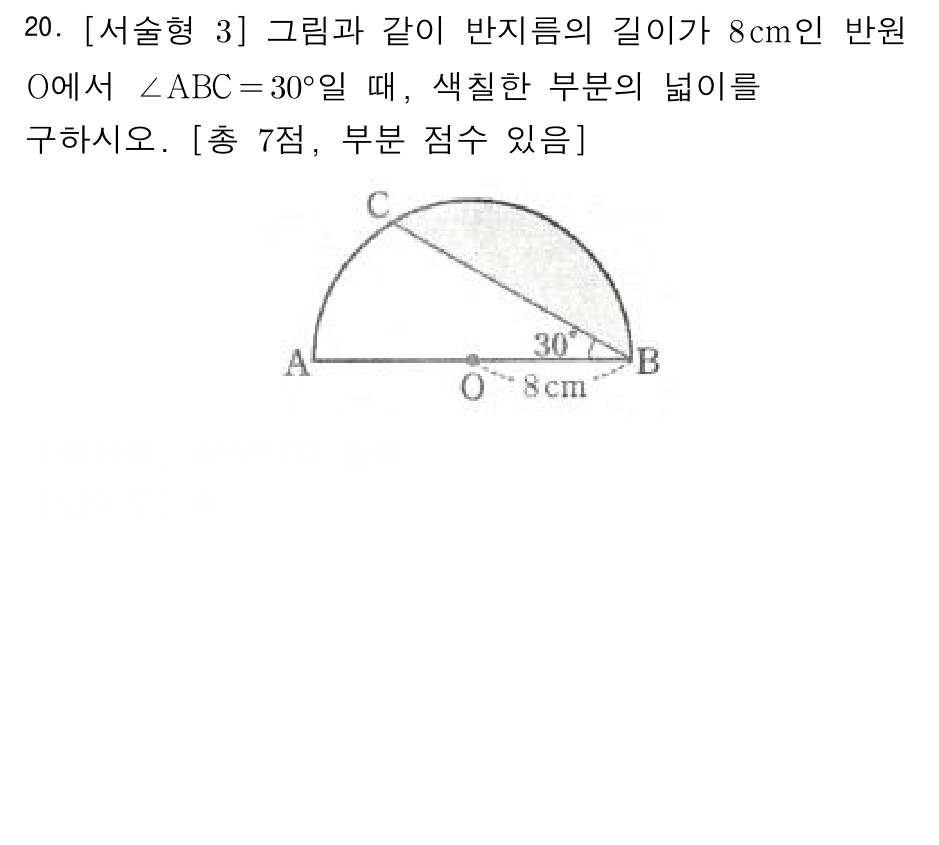 20. [서술형 3] 그림과 같이 반지름의 길이가 8cm인 반원
O에서 ∠ABC=30°일 때, 색칠한 부분의 넓이를
구하시오. [총 7점, 부분 점수 있음]
C
30°
A
B
O
8cm